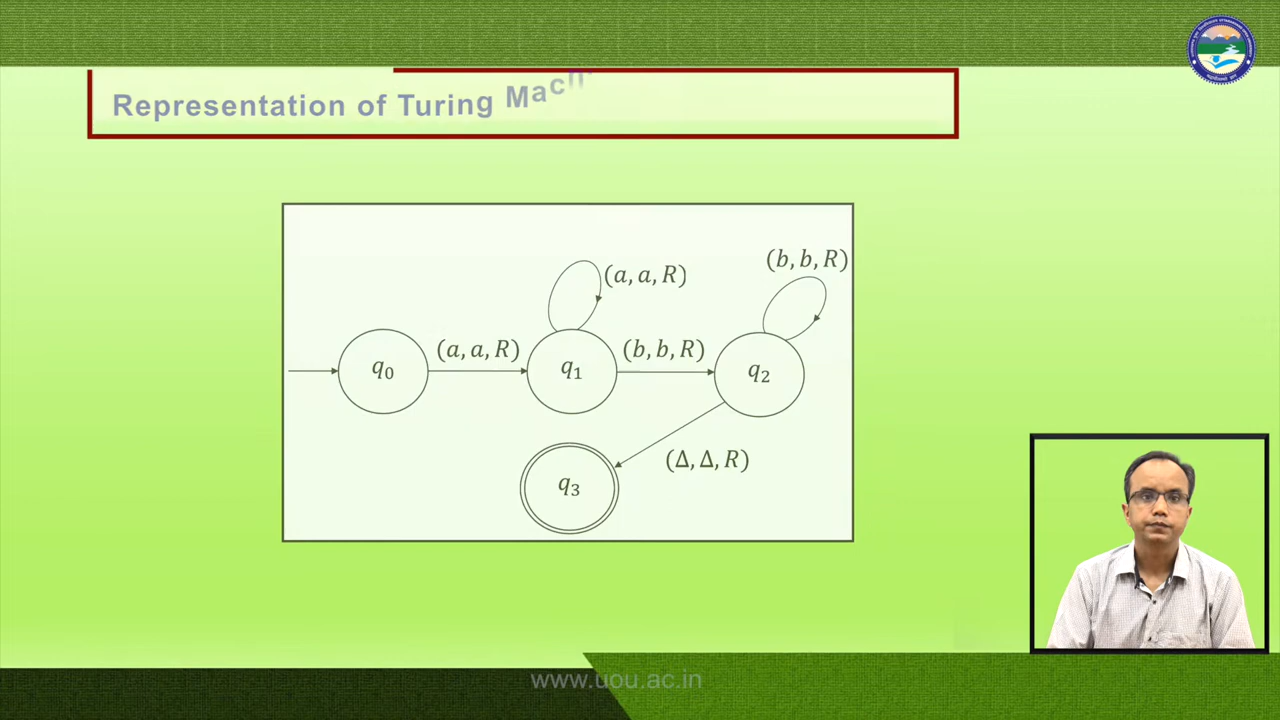 Representation of Turing Mach
(b, b, R)
(a, a, R)
(a, a, R)
(b, b, R)
q₀
q₁
q₂
(Δ, Δ, R)
q₃
www.uou.ac.in